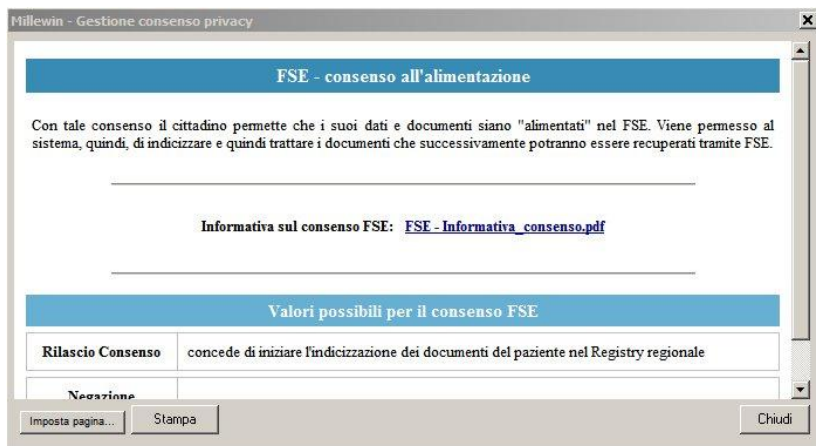 Millewin - Gestione consenso privacy
FSE - consenso all'alimentazione
Con tale consenso il cittadino permette che i suoi dati e documenti siano "alimentati" nel FSE. Viene permesso al
sistema, quindi, di indicizzare e quindi trattare i documenti che successivamente potranno essere recuperati tramite FSE.
Informativa sul consenso FSE: FSE - Informativa_consenso.pdf
Valori possibili per il consenso FSE
Rilascio Consenso concede di iniziare l'indicizzazione dei documenti del paziente nel Registry regionale
Negazione
Imposta pagina... Stampa Chiudi